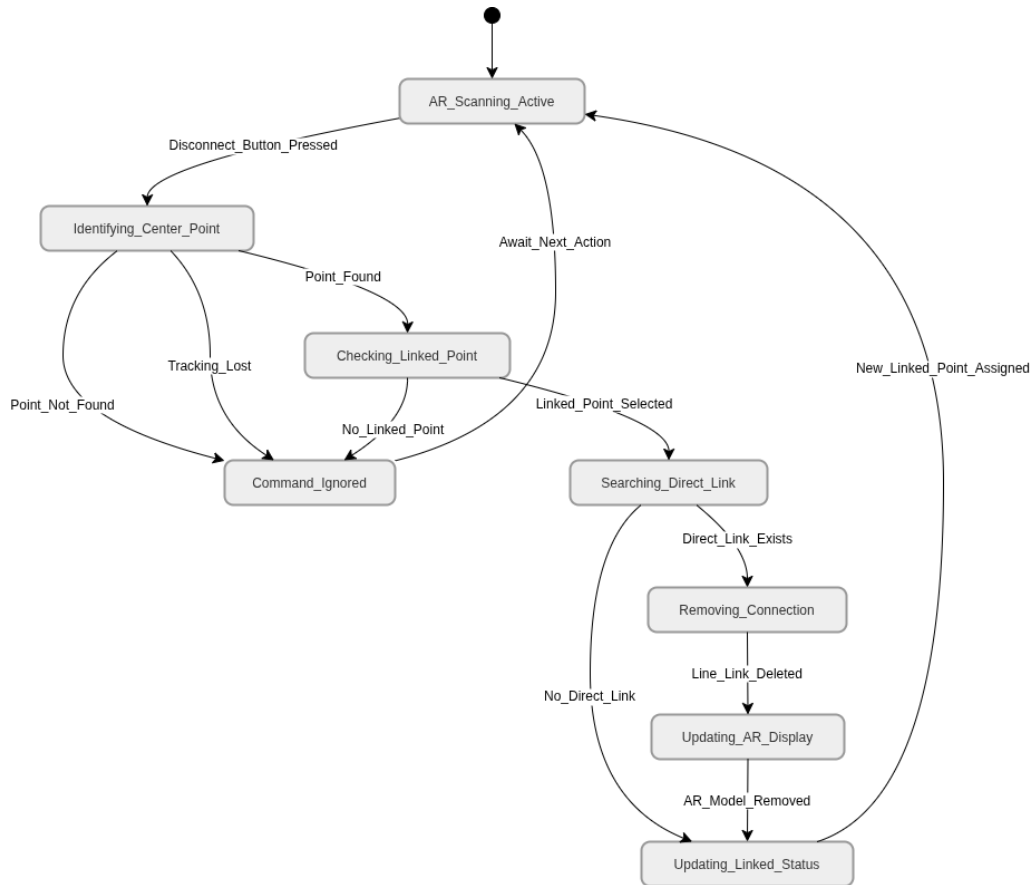 AR_Scanning_Active
Disconnect_Button_Pressed
Identifying_Center_Point
Await_Next_Action
Point_Found
Checking_Linked_Point
Tracking_Lost
New_Linked_Point_Assigned
Point_Not_Found
Linked_Point_Selected
No_Linked_Point
Command_Ignored
Searching_Direct_Link
Direct_Link_Exists
Removing_Connection
Line_Link_Deleted
No_Direct_Link
Updating_AR_Display
AR_Model_Removed
Updating_Linked_Status